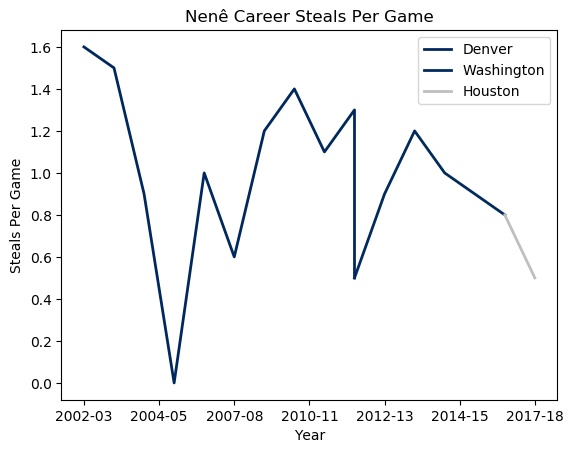 Nenê Career Steals Per Game
Denver
Washington
Houston
Steals Per Game
1.6
1.4
1.2
1.0
0.8
0.6
0.4
0.2
0.0
2002-03 2004-05 2007-08 2010-11 2012-13 2014-15 2017-18
Year